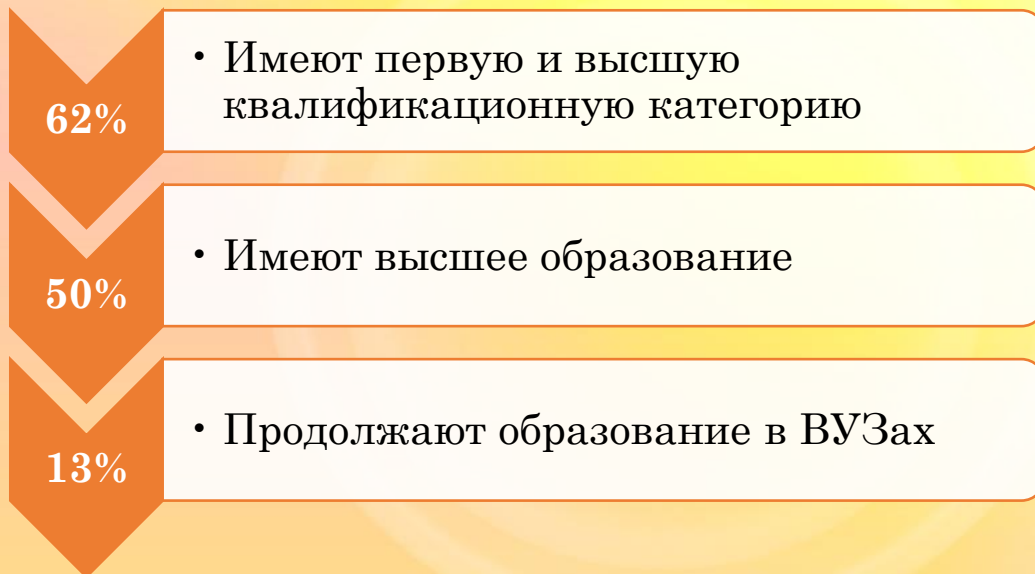 62%
• Имеют первую и высшую
квалификационную категорию
50%
• Имеют высшее образование
13%
• Продолжают образование в ВУЗах